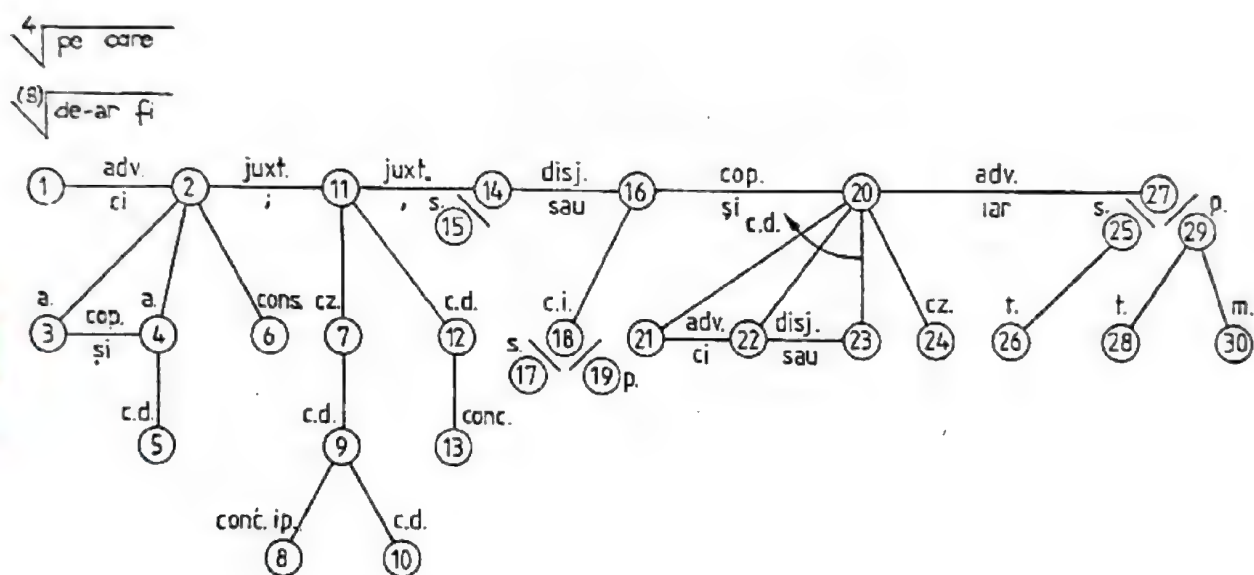 4 pe care
(8) de-ar fi
adv. juxt. juxt. disj. cop. adv.
1 2 11 14 16 20 27
ci ; , s. sau și c.d. iar s. p.
15 25 29
a. cop. a. cons. cz. c.d. c.i. adv. disj. cz. t. t. m.
3 4 6 7 12 18 21 22 23 24 26 28 30
și s. ci sau
17 19 p.
c.d. c.d. conc.
5 9 13
conc. ip. c.d.
8 10